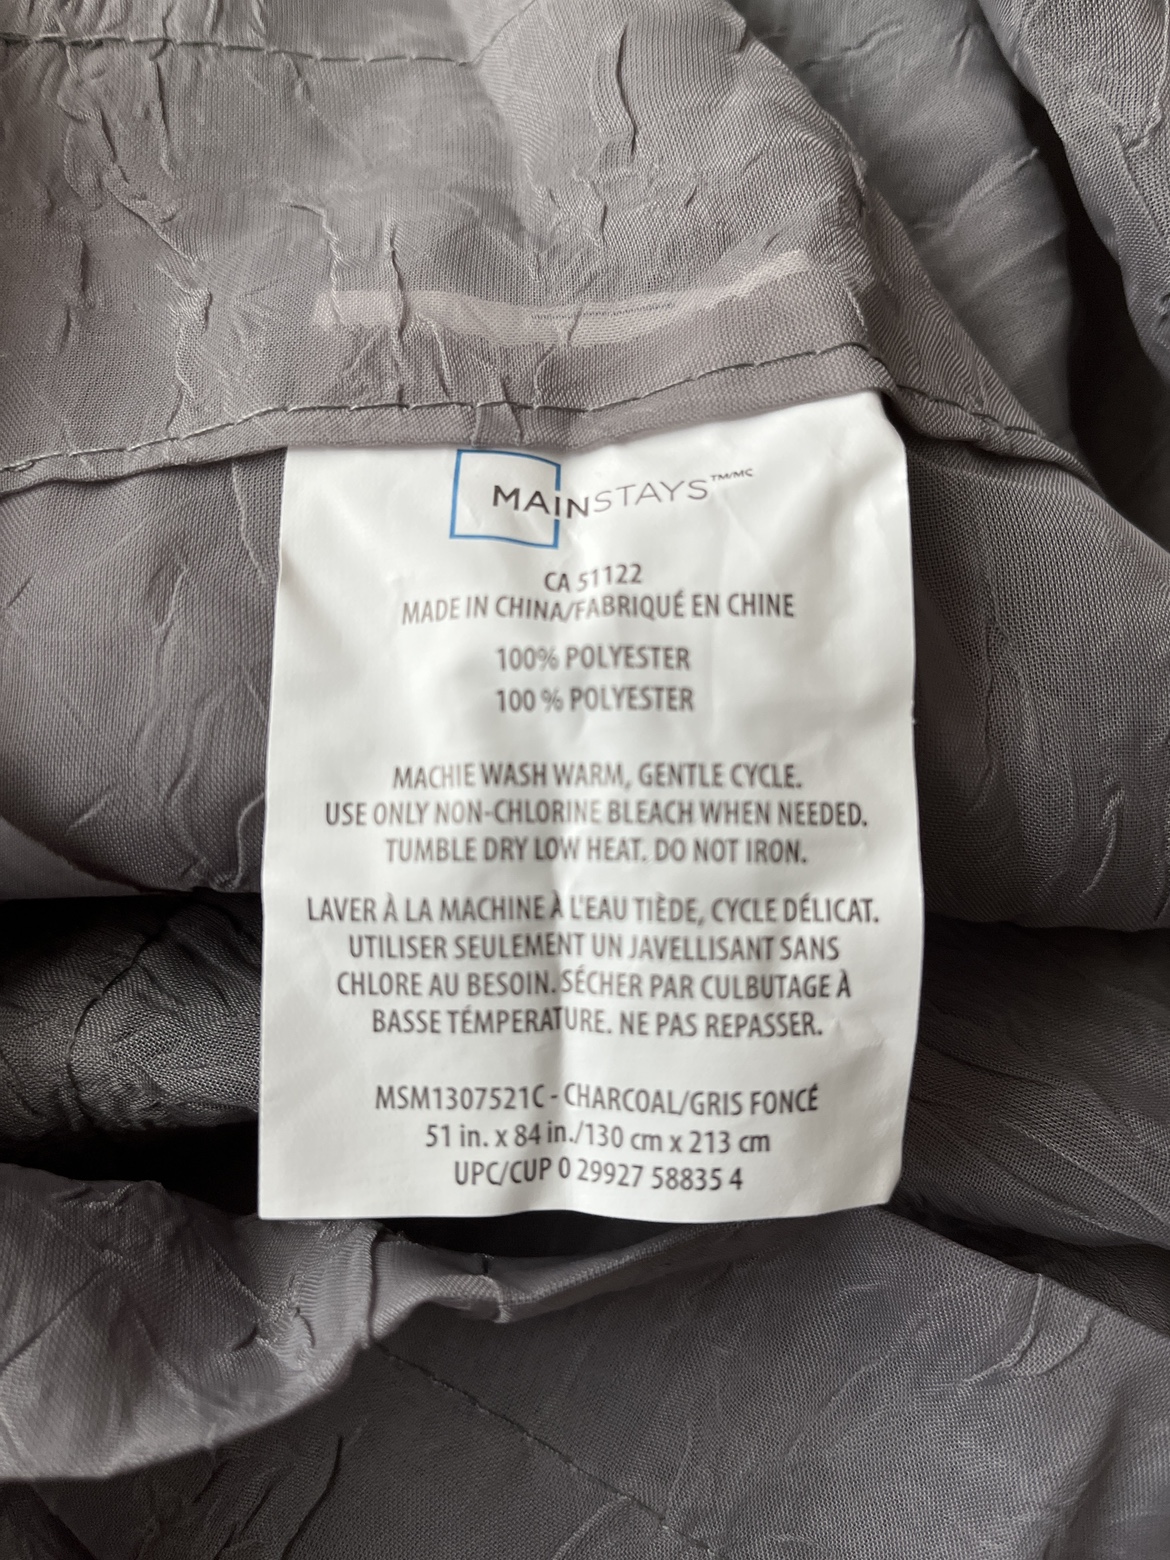 MAINSTAYS™/MC
CA 51122
MADE IN CHINA/FABRIQUÉ EN CHINE
100% POLYESTER
100 % POLYESTER
MACHIE WASH WARM, GENTLE CYCLE.
USE ONLY NON-CHLORINE BLEACH WHEN NEEDED.
TUMBLE DRY LOW HEAT. DO NOT IRON.
LAVER À LA MACHINE À L'EAU TIÈDE, CYCLE DÉLICAT.
UTILISER SEULEMENT UN JAVELLISANT SANS
CHLORE AU BESOIN. SÉCHER PAR CULBUTAGE À
BASSE TÉMPERATURE. NE PAS REPASSER.
MSM1307521C - CHARCOAL/GRIS FONCÉ
51 in. x 84 in./130 cm x 213 cm
UPC/CUP 0 29927 58835 4